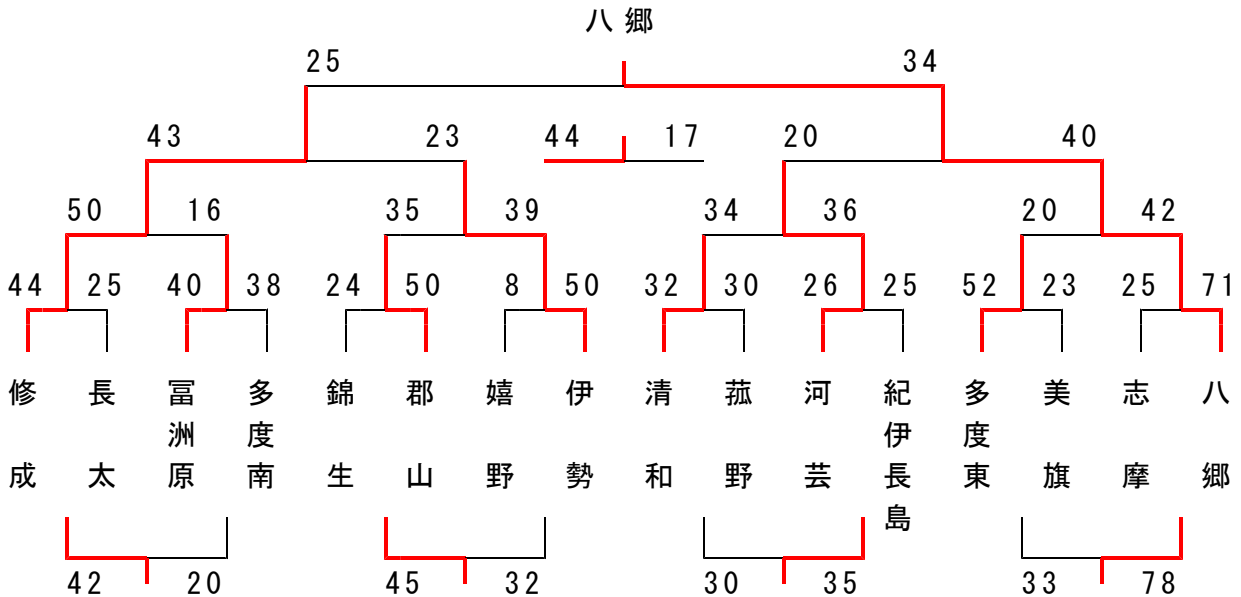 八郷
25 34
43 23 44 17 20 40
50 16 35 39 34 36 20 42
44 25 40 38 24 50 8 50 32 30 26 25 52 23 25 71
修成 長太 冨洲原 多度南 錦生 郡山 嬉野 伊勢 清和 菰野 河芸 紀伊長島 多度東 美旗 志摩 八郷
42 20 45 32 30 35 33 78